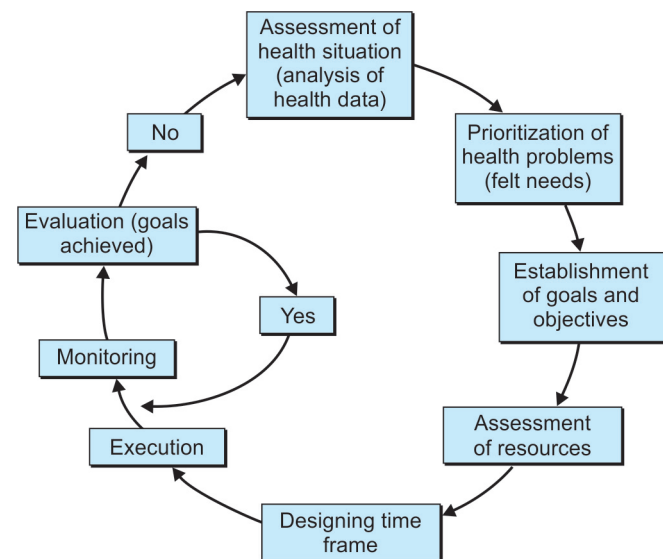 Assessment of
health situation
(analysis of
health data)
Prioritization of
health problems
(felt needs)
Establishment
of goals and
objectives
Assessment
of resources
Designing time
frame
Execution
Monitoring
Evaluation (goals
achieved)
Yes
No